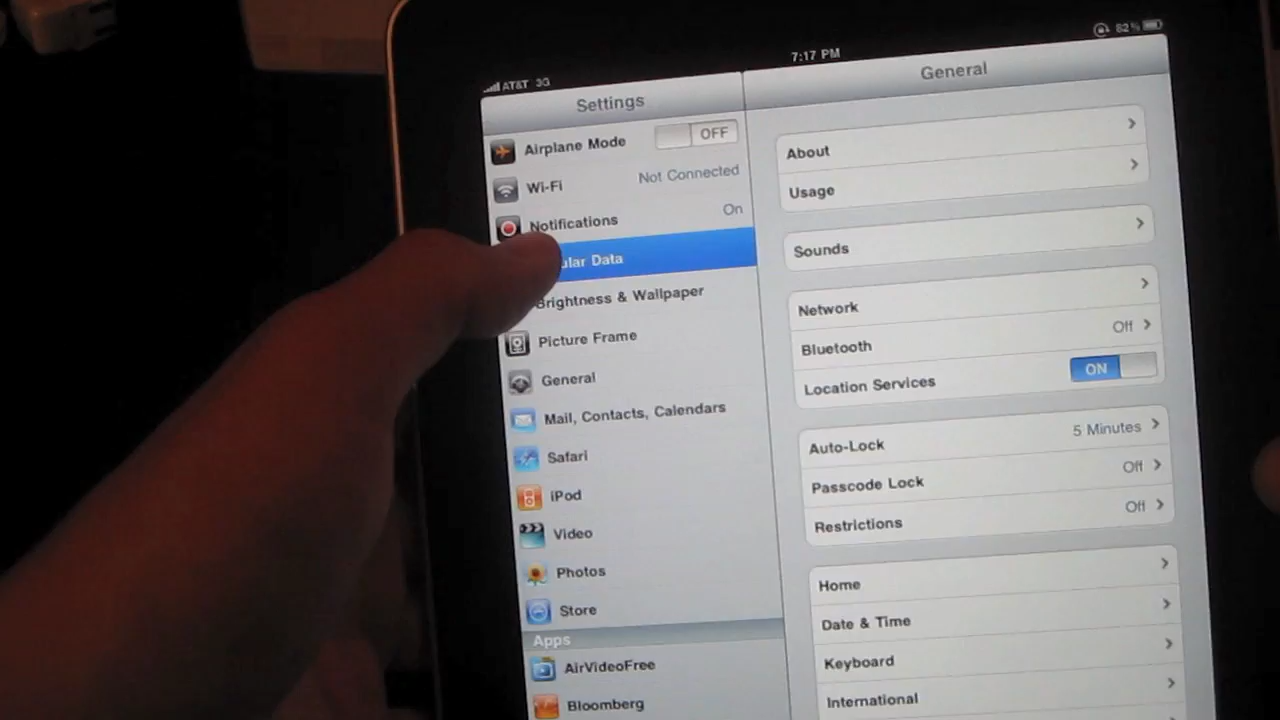 AT&T 3G
7:17 PM
82%
Settings
Airplane Mode OFF
Wi-Fi Not Connected
Notifications On
ular Data
Brightness & Wallpaper
Picture Frame
General
Mail, Contacts, Calendars
Safari
iPod
Video
Photos
Store
Apps
AirVideoFree
Bloomberg
General
About
Usage
Sounds
Network
Bluetooth Off
Location Services ON
Auto-Lock 5 Minutes
Passcode Lock Off
Restrictions Off
Home
Date & Time
Keyboard
International